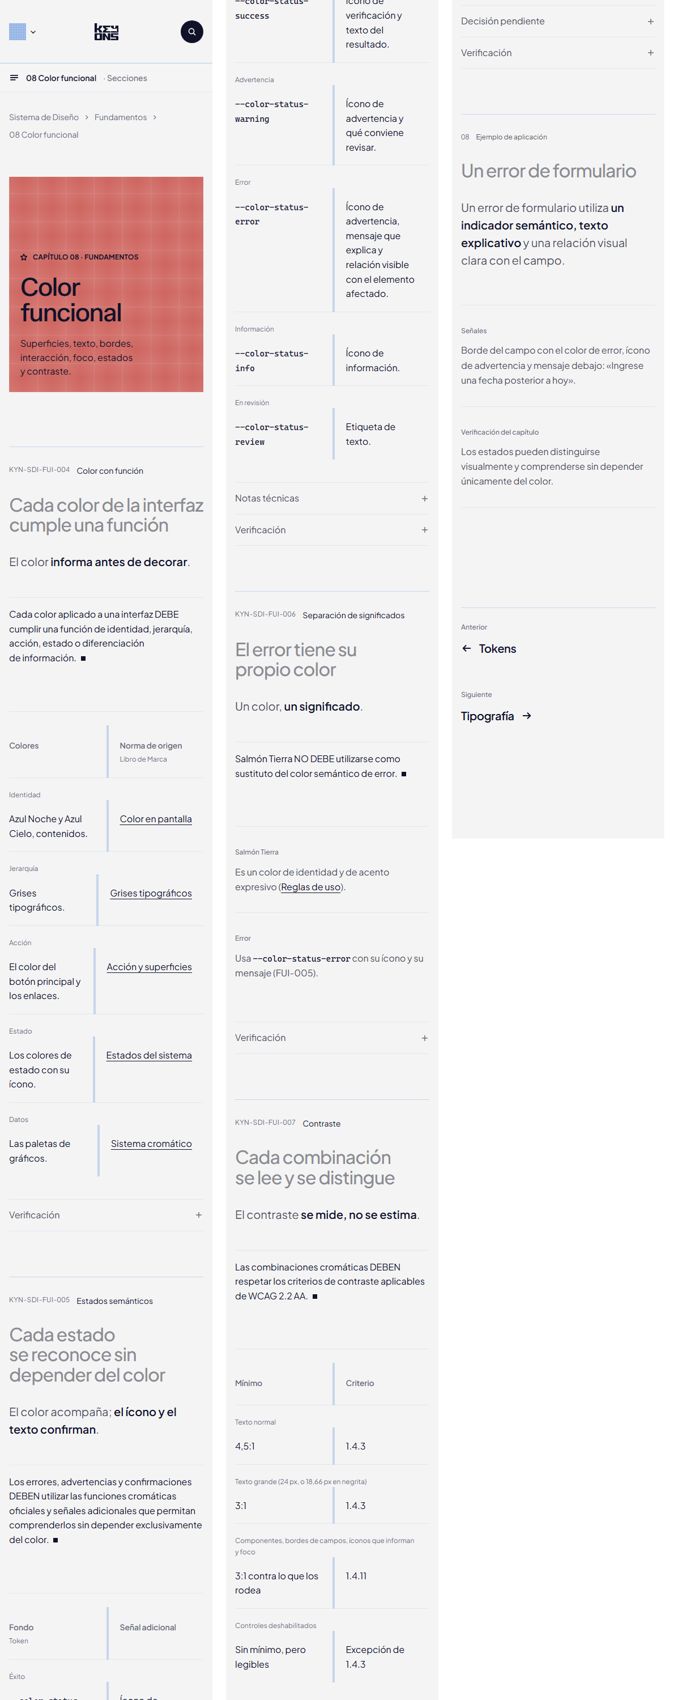 KEY
ONS
08 Color funcional · Secciones
Sistema de Diseño > Fundamentos >
08 Color funcional
CAPÍTULO 08 · FUNDAMENTOS
Color
funcional
Superficies, texto, bordes,
interacción, foco, estados
y contraste.
KYN-SDI-FUI-004 Color con función
Cada color de la interfaz
cumple una función
El color informa antes de decorar.
Cada color aplicado a una interfaz DEBE
cumplir una función de identidad, jerarquía,
acción, estado o diferenciación
de información. ■
Colores Norma de origen
Libro de Marca
Identidad
Azul Noche y Azul
Cielo, contenidos.
Color en pantalla
Jerarquía
Grises
tipográficos.
Grises tipográficos
Acción
El color del
botón principal y
los enlaces.
Acción y superficies
Estado
Los colores de
estado con su
ícono.
Estados del sistema
Datos
Las paletas de
gráficos.
Sistema cromático
Verificación +
KYN-SDI-FUI-005 Estados semánticos
Cada estado
se reconoce sin
depender del color
El color acompaña; el ícono y el
texto confirman.
Los errores, advertencias y confirmaciones
DEBEN utilizar las funciones cromáticas
oficiales y señales adicionales que permitan
comprenderlos sin depender exclusivamente
del color. ■
Fondo
Token
Señal adicional
Éxito
--color-status-
success
Ícono de
verificación y
texto del
resultado.
Advertencia
--color-status-
warning
Ícono de
advertencia y
qué conviene
revisar.
Error
--color-status-
error
Ícono de
advertencia,
mensaje que
explica y
relación visible
con el elemento
afectado.
Información
--color-status-
info
Ícono de
información.
En revisión
--color-status-
review
Etiqueta de
texto.
Notas técnicas +
Verificación +
KYN-SDI-FUI-006 Separación de significados
El error tiene su
propio color
Un color, un significado.
Salmón Tierra NO DEBE utilizarse como
sustituto del color semántico de error. ■
Salmón Tierra
Es un color de identidad y de acento
expresivo (Reglas de uso).
Error
Usa --color-status-error con su ícono y su
mensaje (FUI-005).
Verificación +
KYN-SDI-FUI-007 Contraste
Cada combinación
se lee y se distingue
El contraste se mide, no se estima.
Las combinaciones cromáticas DEBEN
respetar los criterios de contraste aplicables
de WCAG 2.2 AA. ■
Mínimo Criterio
Texto normal
4,5:1 1.4.3
Texto grande (24 px, o 18.66 px en negrita)
3:1 1.4.3
Componentes, bordes de campos, íconos que informan
y foco
3:1 contra lo que los
rodea
1.4.11
Controles deshabilitados
Sin mínimo, pero
legibles
Excepción de
1.4.3
Decisión pendiente +
Verificación +
08 Ejemplo de aplicación
Un error de formulario
Un error de formulario utiliza un
indicador semántico, texto
explicativo y una relación visual
clara con el campo.
Señales
Borde del campo con el color de error, ícono
de advertencia y mensaje debajo: «Ingrese
una fecha posterior a hoy».
Verificación del capítulo
Los estados pueden distinguirse
visualmente y comprenderse sin depender
únicamente del color.
Anterior
← Tokens
Siguiente
Tipografía →